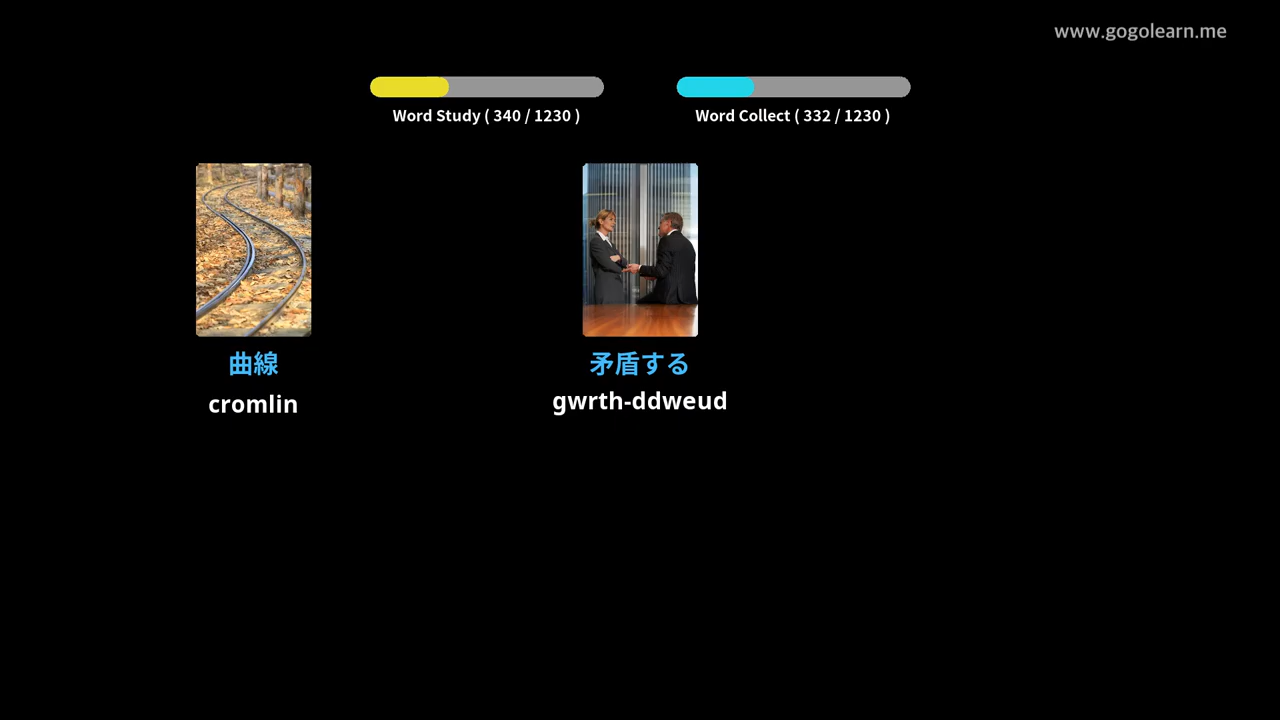 www.gogolearn.me
Word Study ( 340 / 1230 )
Word Collect ( 332 / 1230 )
曲線
cromlin
矛盾する
gwrth-ddweud